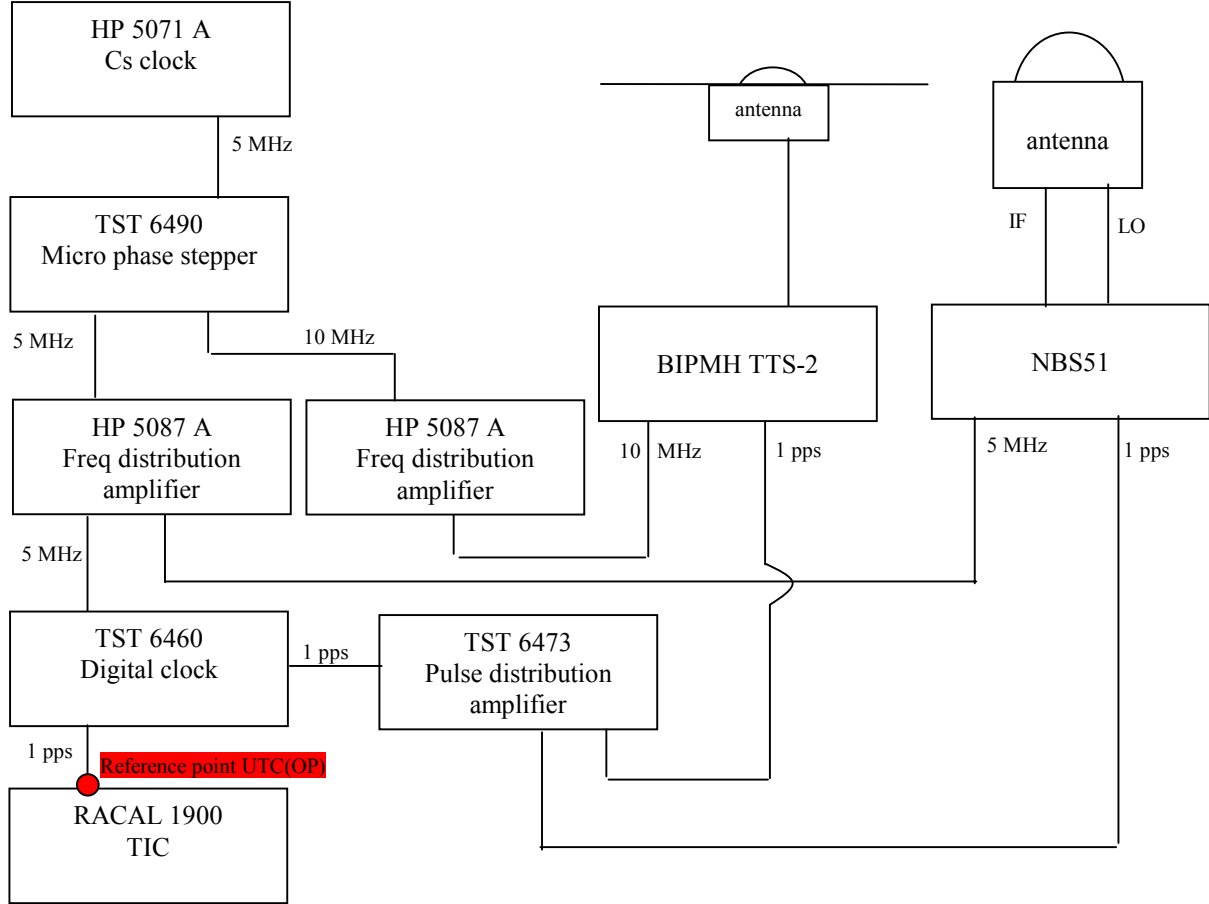 HP 5071 A
Cs clock
5 MHz
TST 6490
Micro phase stepper
5 MHz
10 MHz
HP 5087 A
Freq distribution
amplifier
HP 5087 A
Freq distribution
amplifier
5 MHz
TST 6460
Digital clock
1 pps
TST 6473
Pulse distribution
amplifier
1 pps
Reference point UTC(OP)
RACAL 1900
TIC
antenna
BIPMH TTS-2
10 MHz
1 pps
antenna
IF
LO
NBS51
5 MHz
1 pps